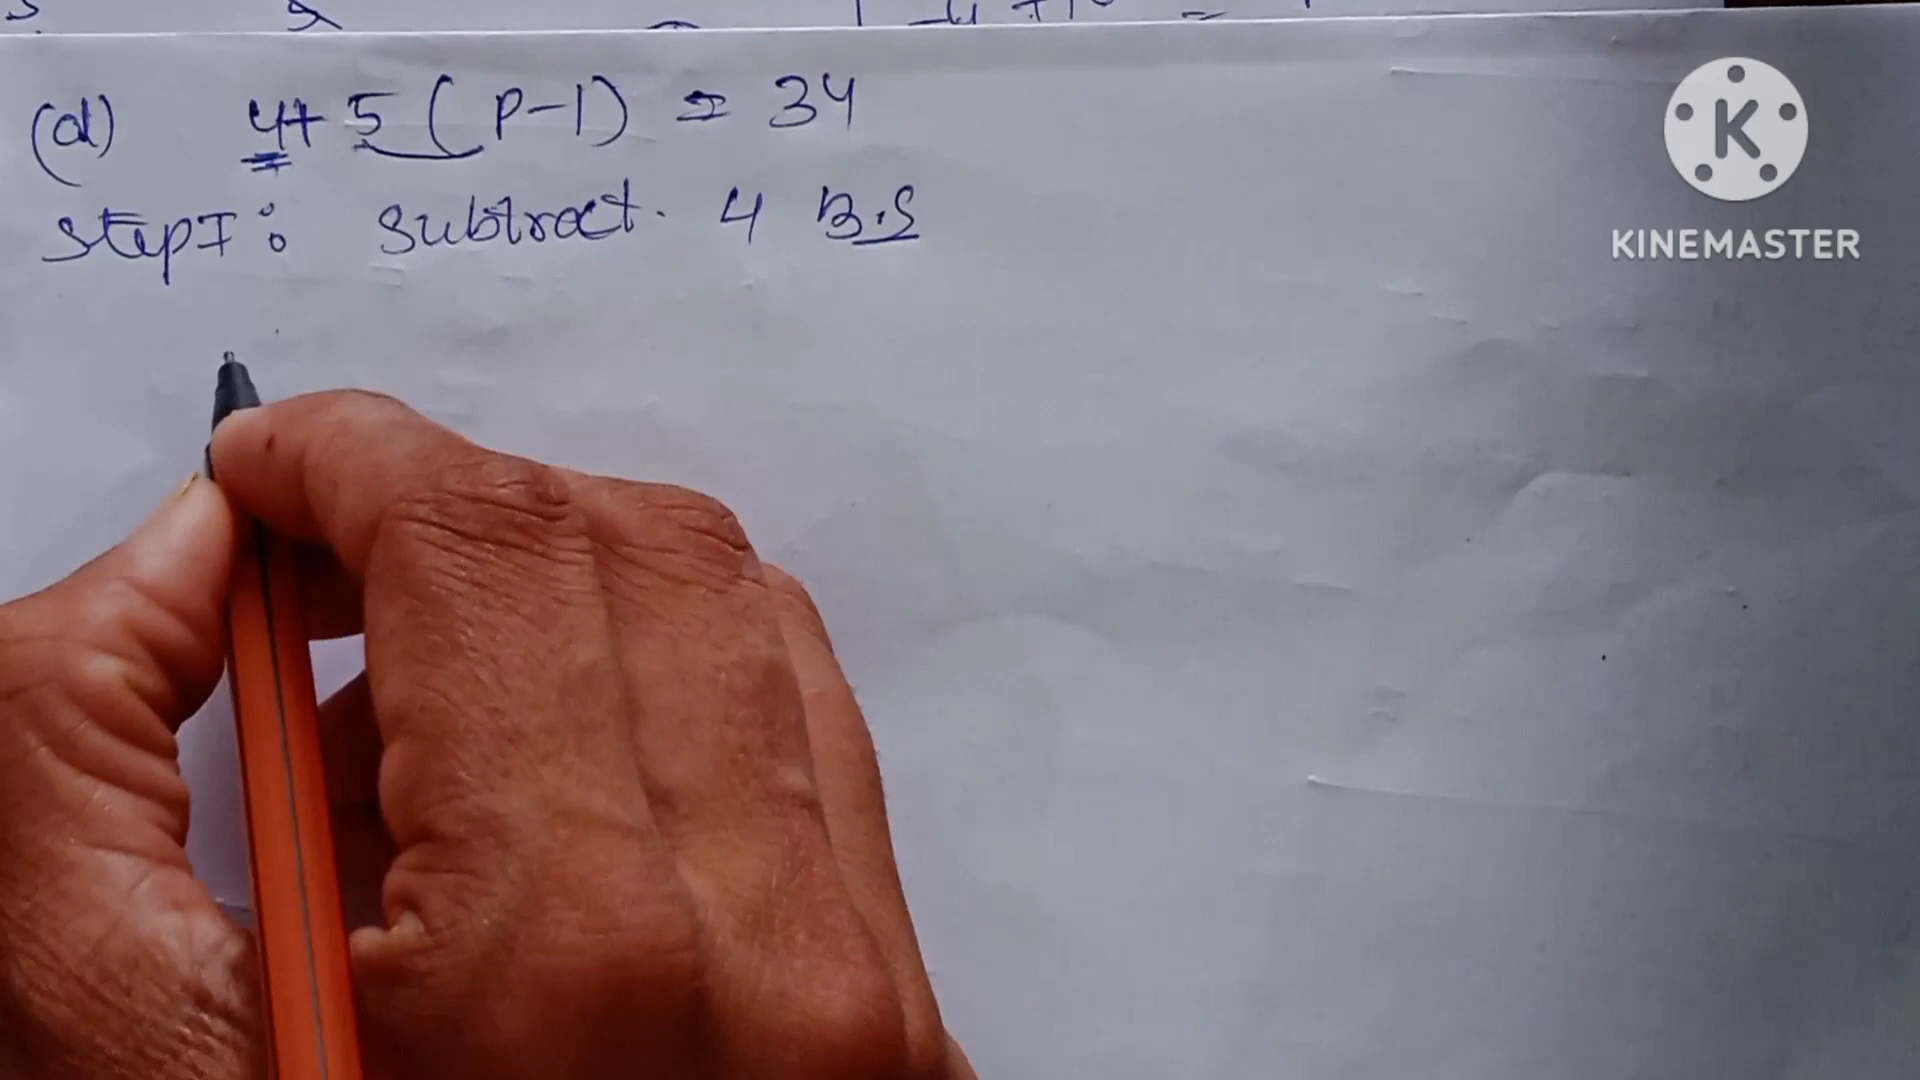 (d) 4+ 5 (P-1) = 34
Step I : Subtract. 4 B.S
K
KINEMASTER